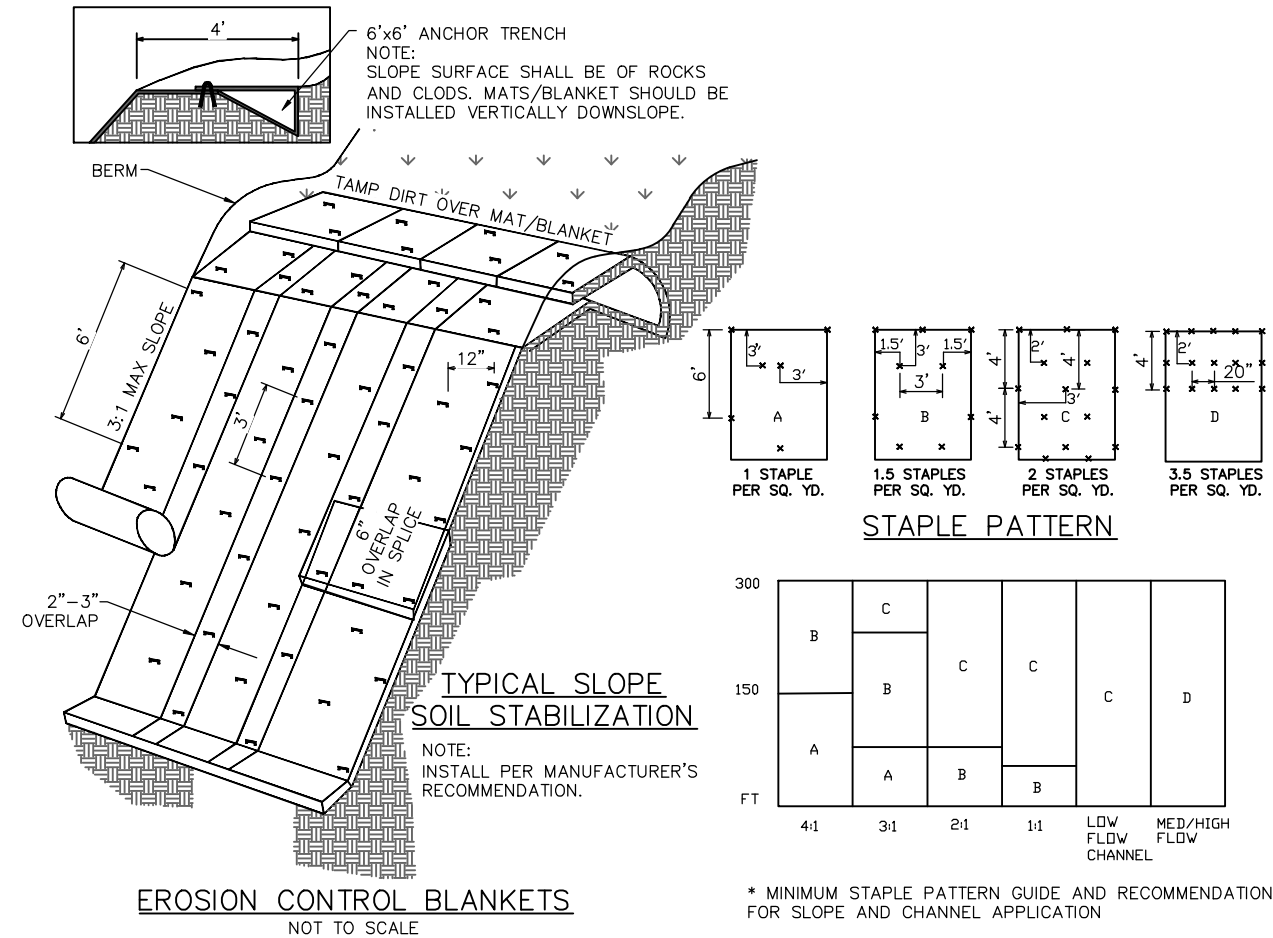 4'
6'x6' ANCHOR TRENCH
NOTE:
SLOPE SURFACE SHALL BE OF ROCKS
AND CLODS. MATS/BLANKET SHOULD BE
INSTALLED VERTICALLY DOWNSLOPE.
BERM
TAMP DIRT OVER MAT/BLANKET
6'
3:1 MAX SLOPE
12"
3'
6"
OVERLAP
IN SPLICE
2"-3"
OVERLAP
TYPICAL SLOPE
SOIL STABILIZATION
NOTE:
INSTALL PER MANUFACTURER'S
RECOMMENDATION.
EROSION CONTROL BLANKETS
NOT TO SCALE
6'
3'
3'
A
1 STAPLE
PER SQ. YD.
1.5'
3'
1.5'
3'
B
1.5 STAPLES
PER SQ. YD.
4'
2'
4'
3'
4'
C
2 STAPLES
PER SQ. YD.
4'
2'
20"
D
3.5 STAPLES
PER SQ. YD.
STAPLE PATTERN
300
150
FT
B
A
C
B
A
C
B
C
B
C
D
4:1
3:1
2:1
1:1
LOW
FLOW
CHANNEL
MED/HIGH
FLOW
* MINIMUM STAPLE PATTERN GUIDE AND RECOMMENDATION
FOR SLOPE AND CHANNEL APPLICATION